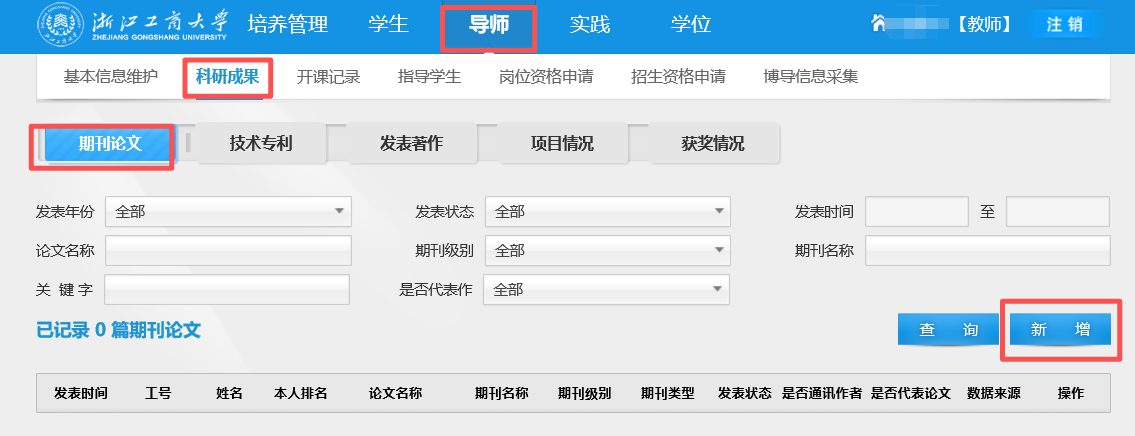 浙江工商大学 培养管理 学生 导师 实践 学位 【教师】 注 销
ZHEJIANG GONGSHANG UNIVERSITY
基本信息维护 科研成果 开课记录 指导学生 岗位资格申请 招生资格申请 博导信息采集
期刊论文 技术专利 发表著作 项目情况 获奖情况
发表年份 全部 发表状态 全部 发表时间 至
论文名称 期刊级别 全部 期刊名称
关 键 字 是否代表作 全部
已记录 0 篇期刊论文 查 询 新 增
发表时间 工号 姓名 本人排名 论文名称 期刊名称 期刊级别 期刊类型 发表状态 是否通讯作者 是否代表论文 数据来源 操作